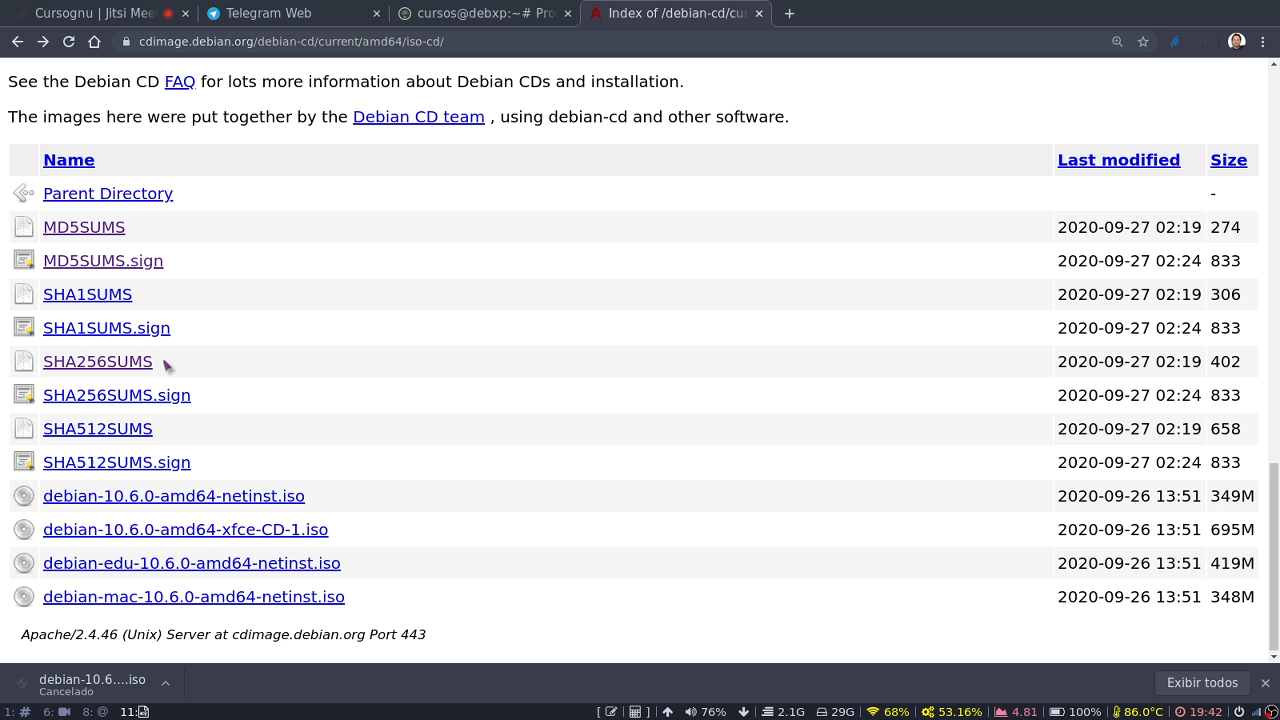 Cursognu | Jitsi Mee
Telegram Web
cursos@debxp:~# Pro
Index of /debian-cd/cur
cdimage.debian.org/debian-cd/current/amd64/iso-cd/
See the Debian CD FAQ for lots more information about Debian CDs and installation.
The images here were put together by the Debian CD team , using debian-cd and other software.
Name Last modified Size
Parent Directory -
MD5SUMS 2020-09-27 02:19 274
MD5SUMS.sign 2020-09-27 02:24 833
SHA1SUMS 2020-09-27 02:19 306
SHA1SUMS.sign 2020-09-27 02:24 833
SHA256SUMS 2020-09-27 02:19 402
SHA256SUMS.sign 2020-09-27 02:24 833
SHA512SUMS 2020-09-27 02:19 658
SHA512SUMS.sign 2020-09-27 02:24 833
debian-10.6.0-amd64-netinst.iso 2020-09-26 13:51 349M
debian-10.6.0-amd64-xfce-CD-1.iso 2020-09-26 13:51 695M
debian-edu-10.6.0-amd64-netinst.iso 2020-09-26 13:51 419M
debian-mac-10.6.0-amd64-netinst.iso 2020-09-26 13:51 348M
Apache/2.4.46 (Unix) Server at cdimage.debian.org Port 443
debian-10.6....iso
Cancelado
Exibir todos
1: # 6: 8: @ 11: [ | ] 76% 2.1G 29G 68% 53.16% 4.81 100% 86.0°C 19:42